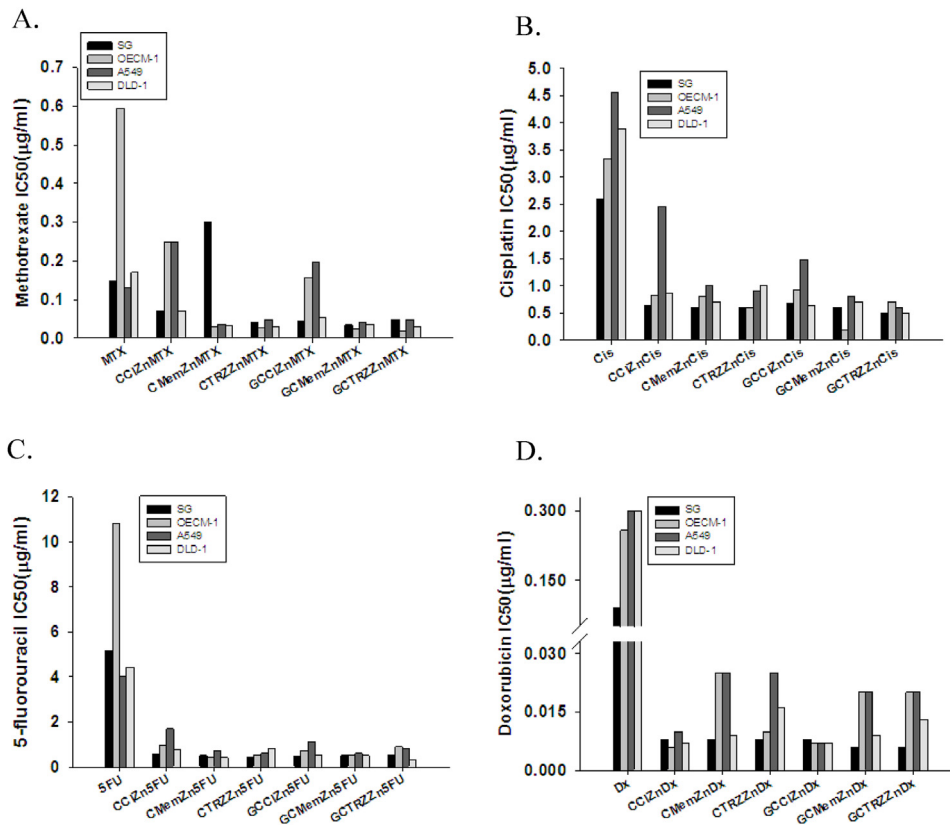 A.
SG
OECM-1
A549
DLD-1
0.7
0.6
0.5
0.4
0.3
0.2
0.1
0.0
Methotrexate IC50(μg/ml)
MTX
CCiZnMTX
CMemZnMTX
CTRZZnMTX
GCCiZnMTX
GCMemZnMTX
GCTRZZnMTX
B.
SG
OECM-1
A549
DLD-1
5.0
4.5
4.0
3.5
3.0
2.5
2.0
1.5
1.0
0.5
0.0
Cisplatin IC50(μg/ml)
Cis
CCiZnCis
CMemZnCis
CTRZZnCis
GCCiZnCis
GCMemZnCis
GCTRZZnCis
C.
SG
OECM-1
A549
DLD-1
12
10
8
6
4
2
0
5-fluorouracil IC50(μg/ml)
5FU
CCiZn5FU
CMemZn5FU
CTRZZn5FU
GCCiZn5FU
GCMemZn5FU
GCTRZZn5FU
D.
SG
OECM-1
A549
DLD-1
0.300
0.150
0.030
0.015
0.000
Doxorubicin IC50(μg/ml)
Dx
CCiZnDx
CMemZnDx
CTRZZnDx
GCCiZnDx
GCMemZnDx
GCTRZZnDx